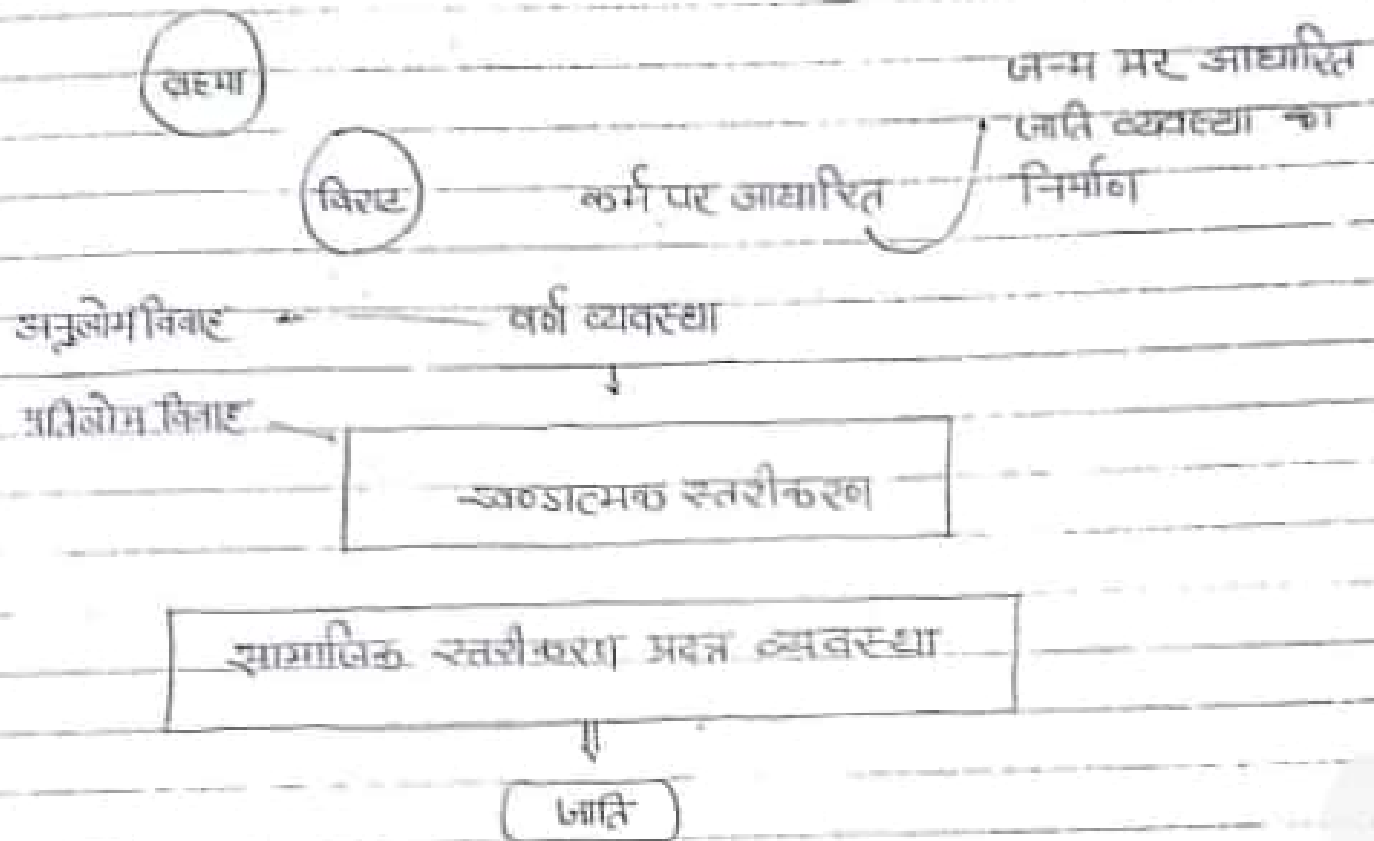 ब्रह्मा
जन्म पर आधारित
जाति व्यवस्था का
निर्माण
विराट
कर्म पर आधारित
अनुलोम विवाह
वर्ण व्यवस्था
प्रतिलोम विवाह
खण्डात्मक स्तरीकरण
सामाजिक स्तरीकरण प्रदत्त व्यवस्था
जाति